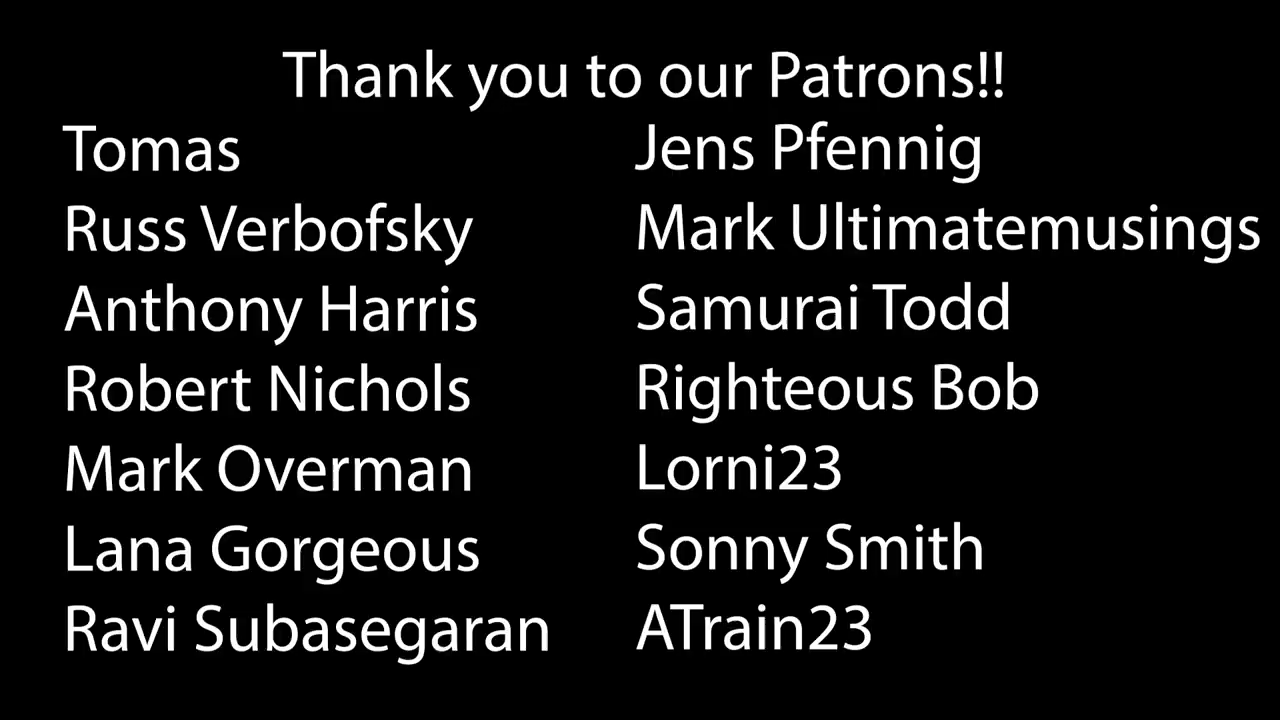 Thank you to our Patrons!!
Tomas
Russ Verbofsky
Anthony Harris
Robert Nichols
Mark Overman
Lana Gorgeous
Ravi Subasegaran
Jens Pfennig
Mark Ultimatemusings
Samurai Todd
Righteous Bob
Lorni23
Sonny Smith
ATrain23